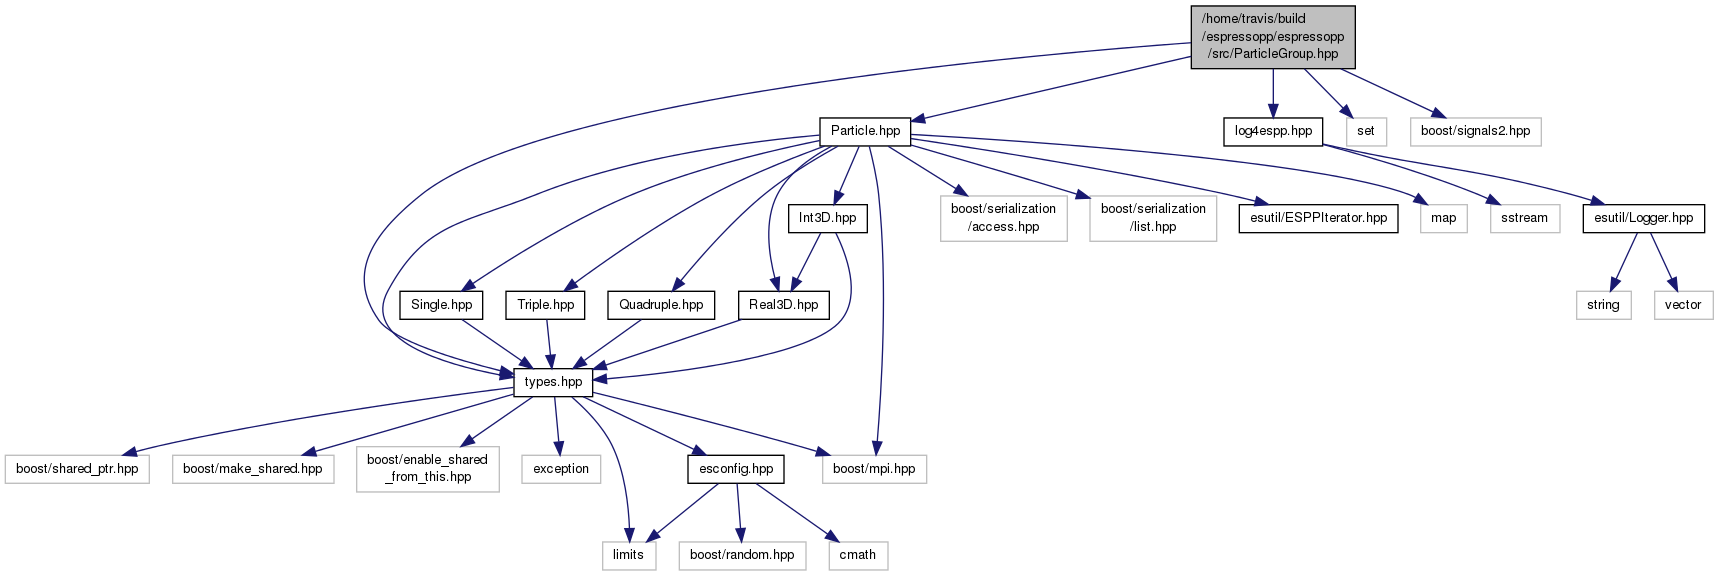 /home/travis/build
/espressopp/espressopp
/src/ParticleGroup.hpp
Particle.hpp
log4espp.hpp
set
boost/signals2.hpp
Int3D.hpp
boost/serialization
/access.hpp
boost/serialization
/list.hpp
esutil/ESPPIterator.hpp
map
sstream
esutil/Logger.hpp
Single.hpp
Triple.hpp
Quadruple.hpp
Real3D.hpp
string
vector
types.hpp
boost/shared_ptr.hpp
boost/make_shared.hpp
boost/enable_shared
_from_this.hpp
exception
esconfig.hpp
boost/mpi.hpp
limits
boost/random.hpp
cmath